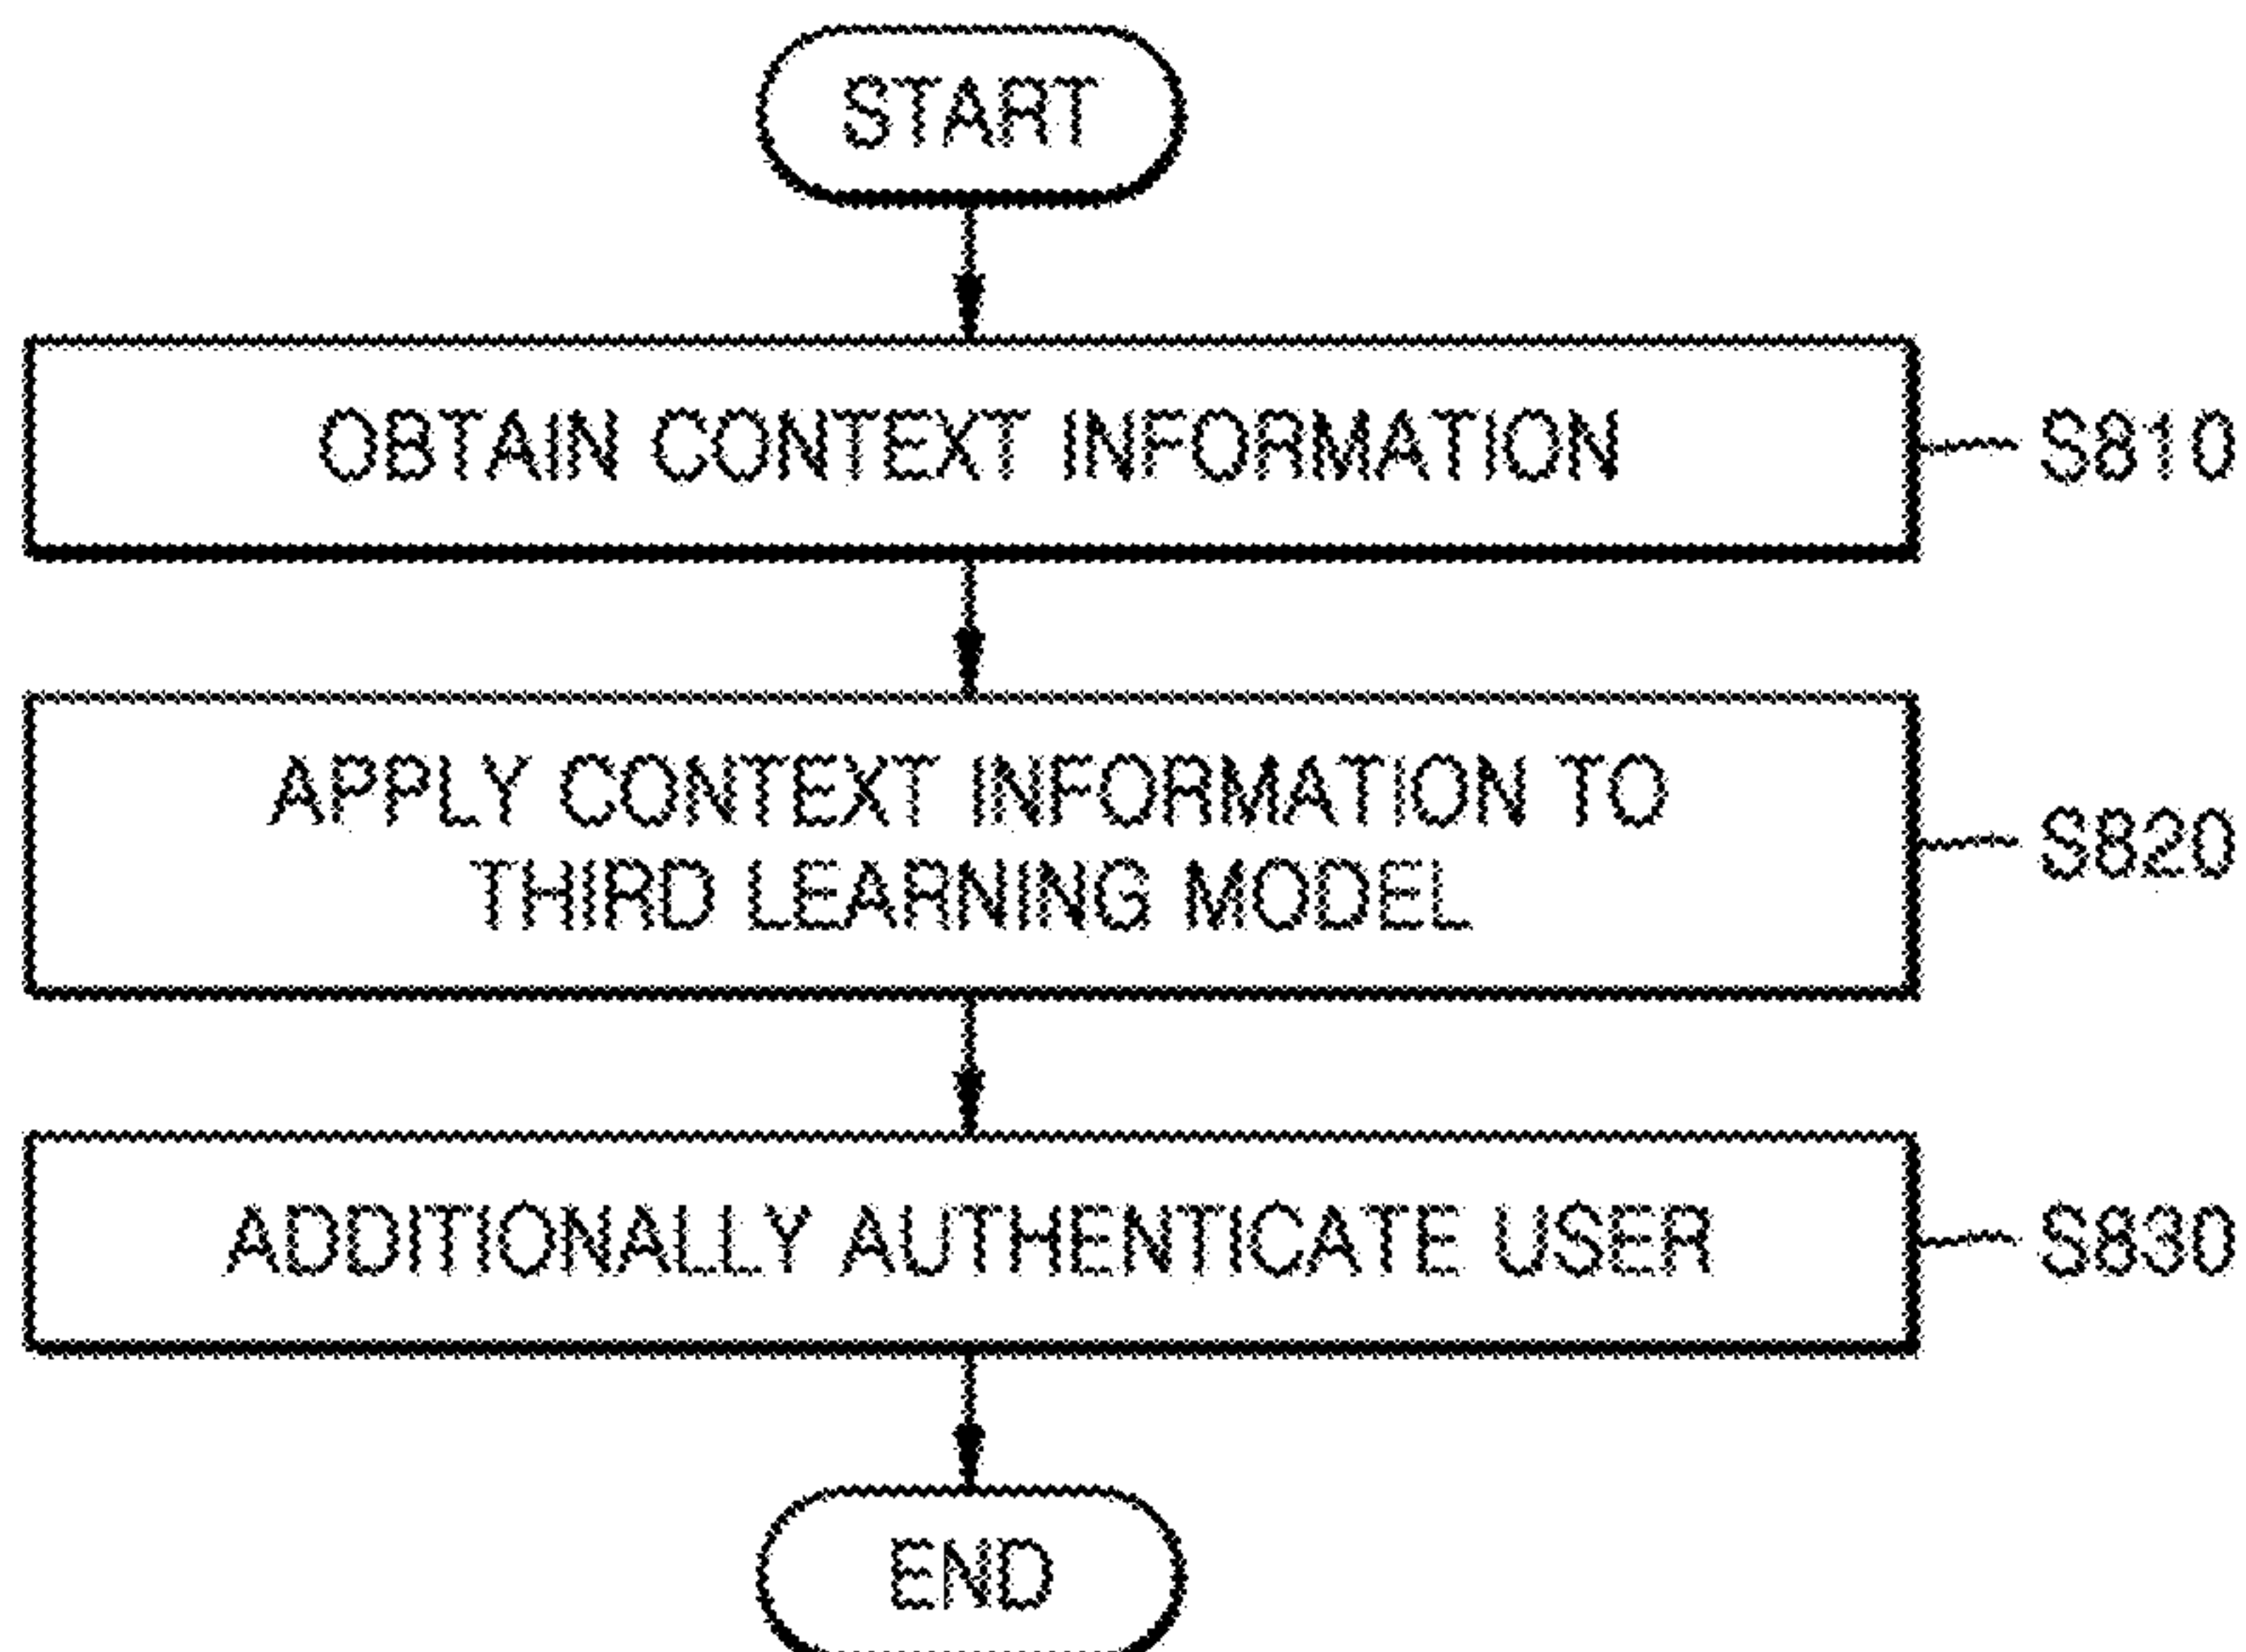 START
OBTAIN CONTEXT INFORMATION
S810
APPLY CONTEXT INFORMATION TO
THIRD LEARNING MODEL
S820
ADDITIONALLY AUTHENTICATE USER
S830
END